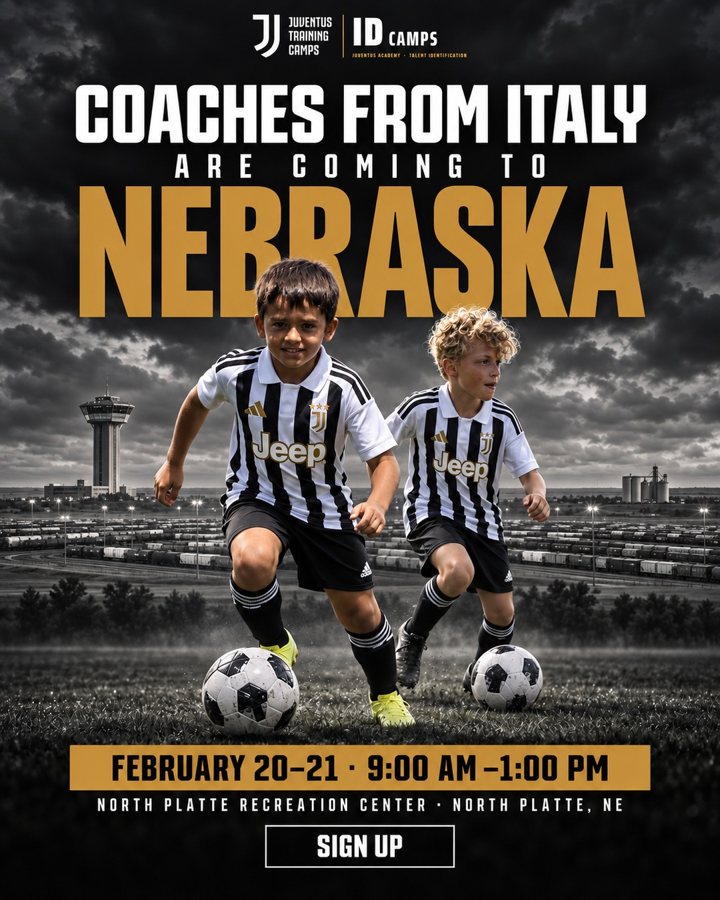 JUVENTUS
TRAINING
CAMPS
ID CAMPS
JUVENTUS ACADEMY · TALENT IDENTIFICATION
COACHES FROM ITALY
ARE COMING TO
NEBRASKA
Jeep
Jeep
FEBRUARY 20–21 · 9:00 AM –1:00 PM
NORTH PLATTE RECREATION CENTER · NORTH PLATTE, NE
SIGN UP